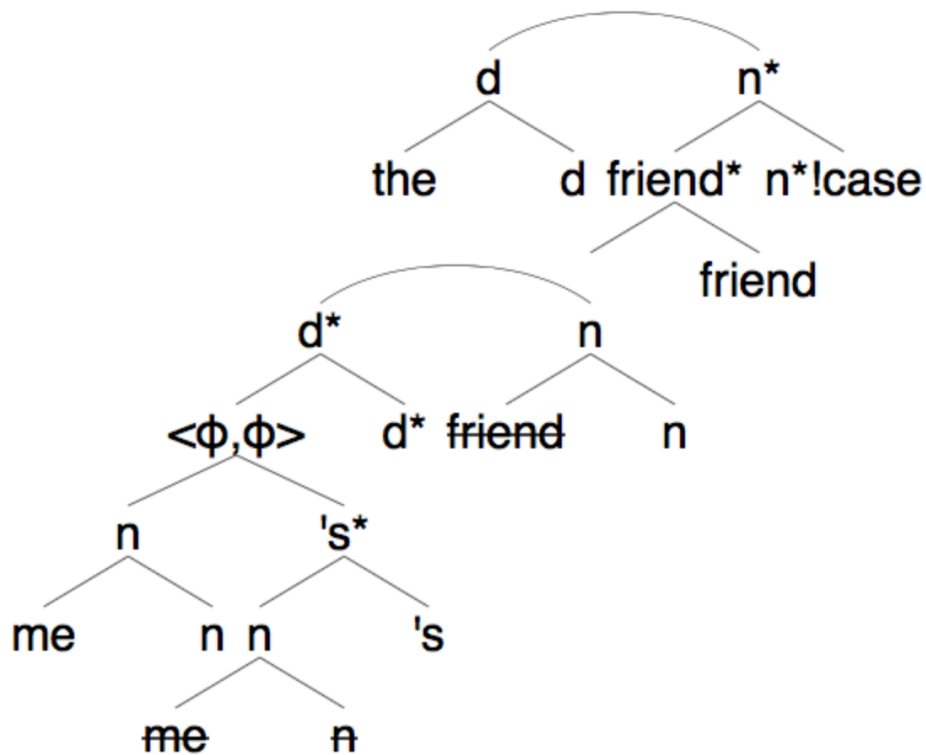 d n*
the d friend* n*!case
friend
d* n
<ϕ,ϕ> d* ~~friend~~ n
n 's*
me n n 's
~~me~~ ~~n~~